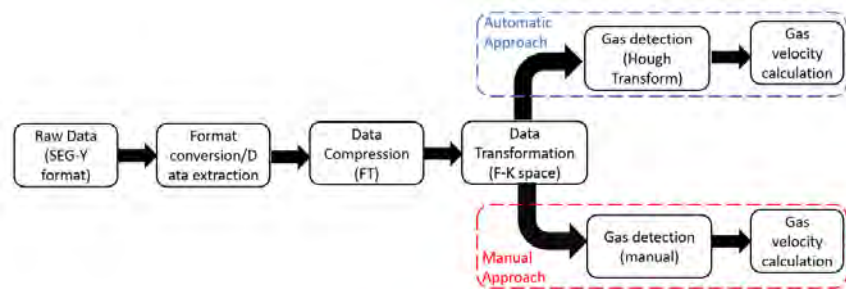 Automatic
Approach
Gas detection
(Hough
Transform)
Gas
velocity
calculation
Raw Data
(SEG-Y
format)
Format
conversion/D
ata extraction
Data
Compression
(FT)
Data
Transformation
(F-K space)
Manual
Approach
Gas detection
(manual)
Gas
velocity
calculation